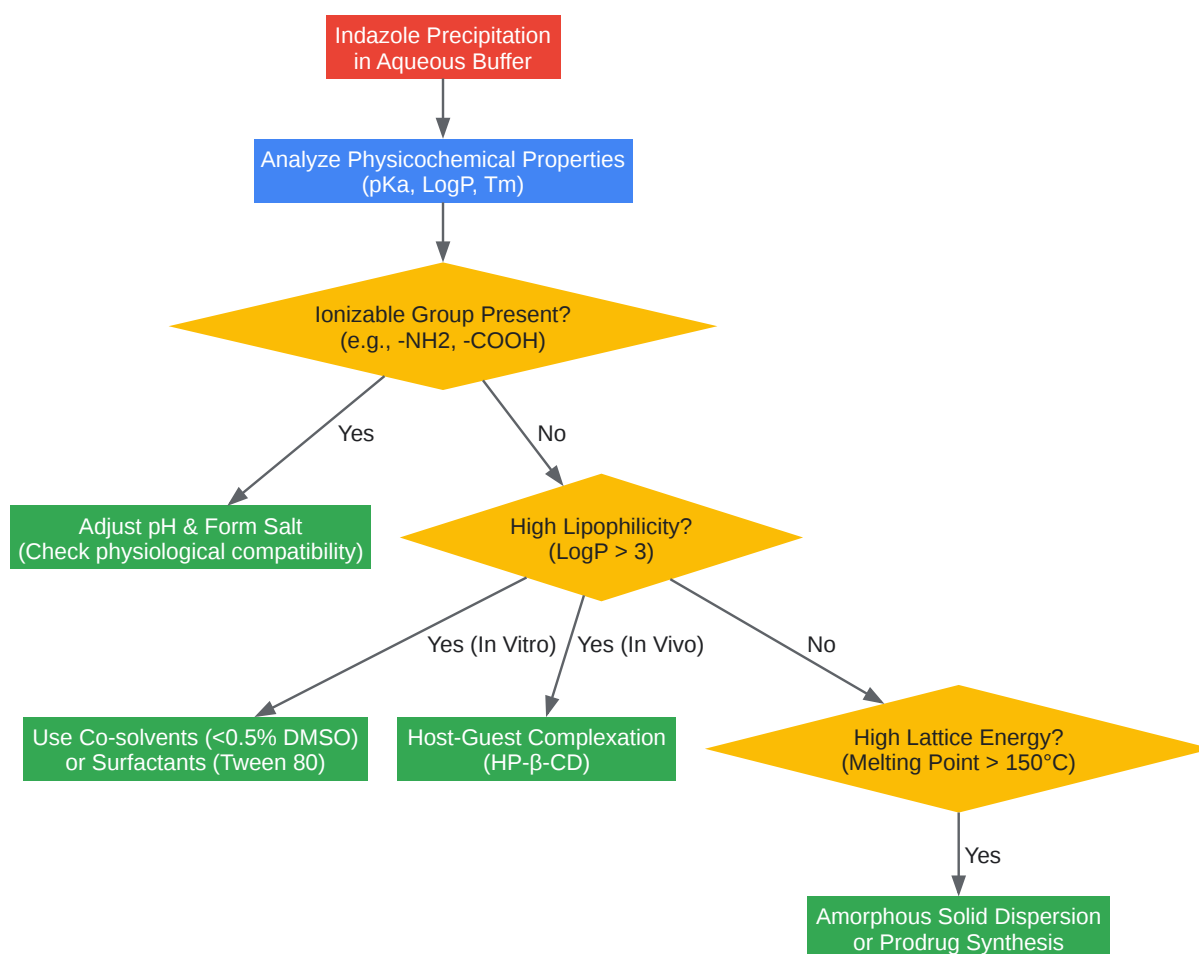 Indazole Precipitation
in Aqueous Buffer
Analyze Physicochemical Properties
(pKa, LogP, Tm)
Ionizable Group Present?
(e.g., -NH2, -COOH)
Yes
No
Adjust pH & Form Salt
(Check physiological compatibility)
High Lipophilicity?
(LogP > 3)
Yes (In Vitro)
Yes (In Vivo)
No
Use Co-solvents (<0.5% DMSO)
or Surfactants (Tween 80)
Host-Guest Complexation
(HP-β-CD)
High Lattice Energy?
(Melting Point > 150°C)
Yes
Amorphous Solid Dispersion
or Prodrug Synthesis